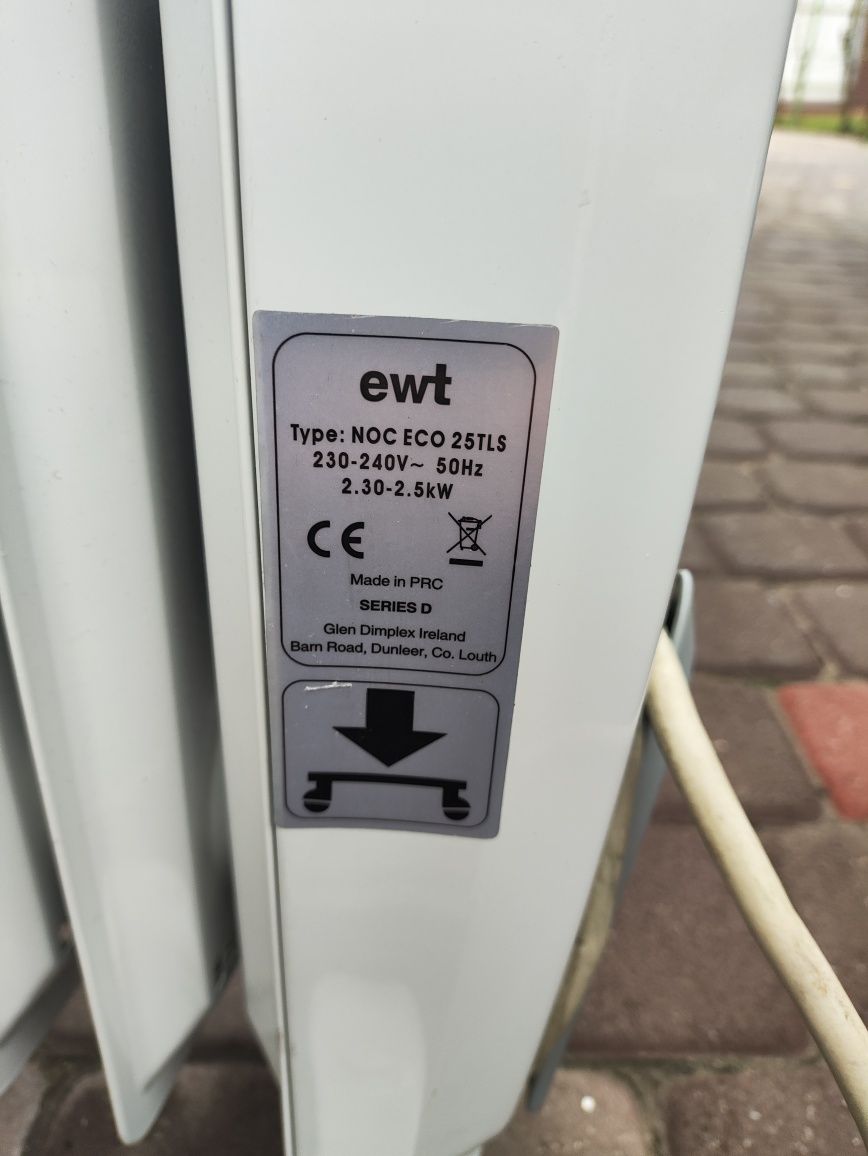 ewt
Type: NOC ECO 25TLS
230-240V~ 50Hz
2.30-2.5kW
CE
Made in PRC
SERIES D
Glen Dimplex Ireland
Barn Road, Dunleer, Co. Louth